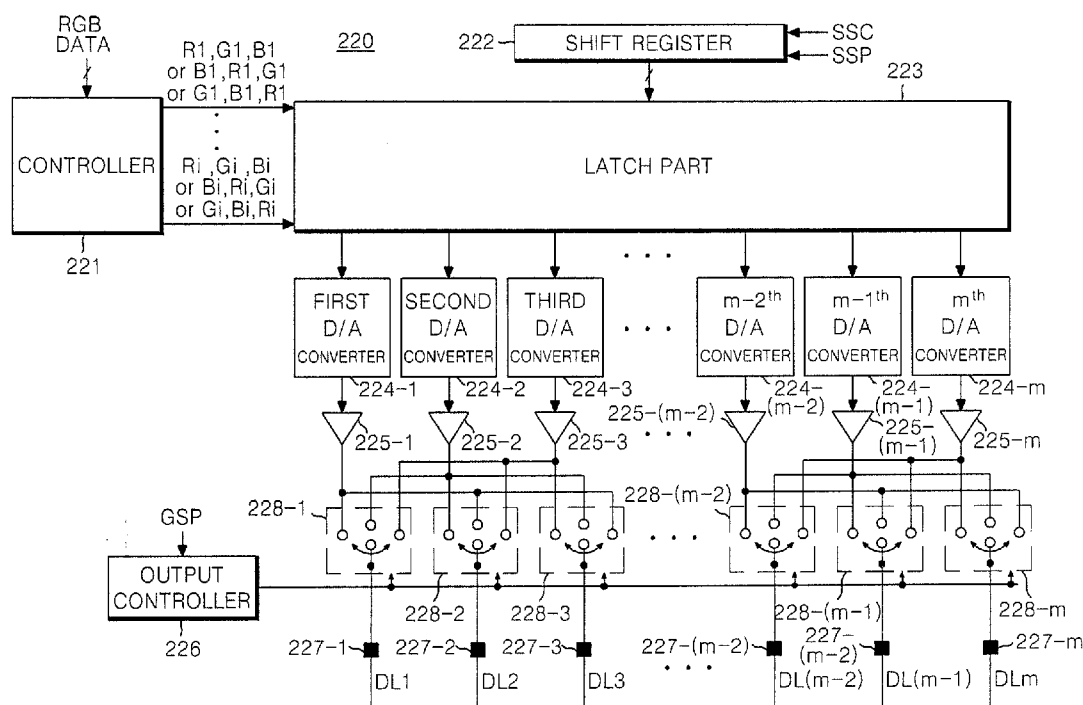 RGB
DATA
R1,G1,B1
or B1,R1,G1
or G1,B1,R1
220
222
SHIFT REGISTER
SSC
SSP
223
CONTROLLER
221
Ri ,Gi ,Bi
or Bi,Ri,Gi
or Gi,Bi,Ri
LATCH PART
FIRST
D/A
CONVERTER
SECOND
D/A
CONVERTER
THIRD
D/A
CONVERTER
m-2th
D/A
CONVERTER
m-1th
D/A
CONVERTER
mth
D/A
CONVERTER
224-1
224-2
224-3
224-
(m-2)
224-
(m-1)
224-m
225-1
225-2
225-3
225-(m-2)
225-
(m-1)
225-m
228-1
228-(m-2)
GSP
OUTPUT
CONTROLLER
226
228-2
228-3
228-(m-1)
228-m
227-1
227-2
227-3
227-(m-2)
227-
(m-2)
227-m
DL1
DL2
DL3
DL(m-2)
DL(m-1)
DLm